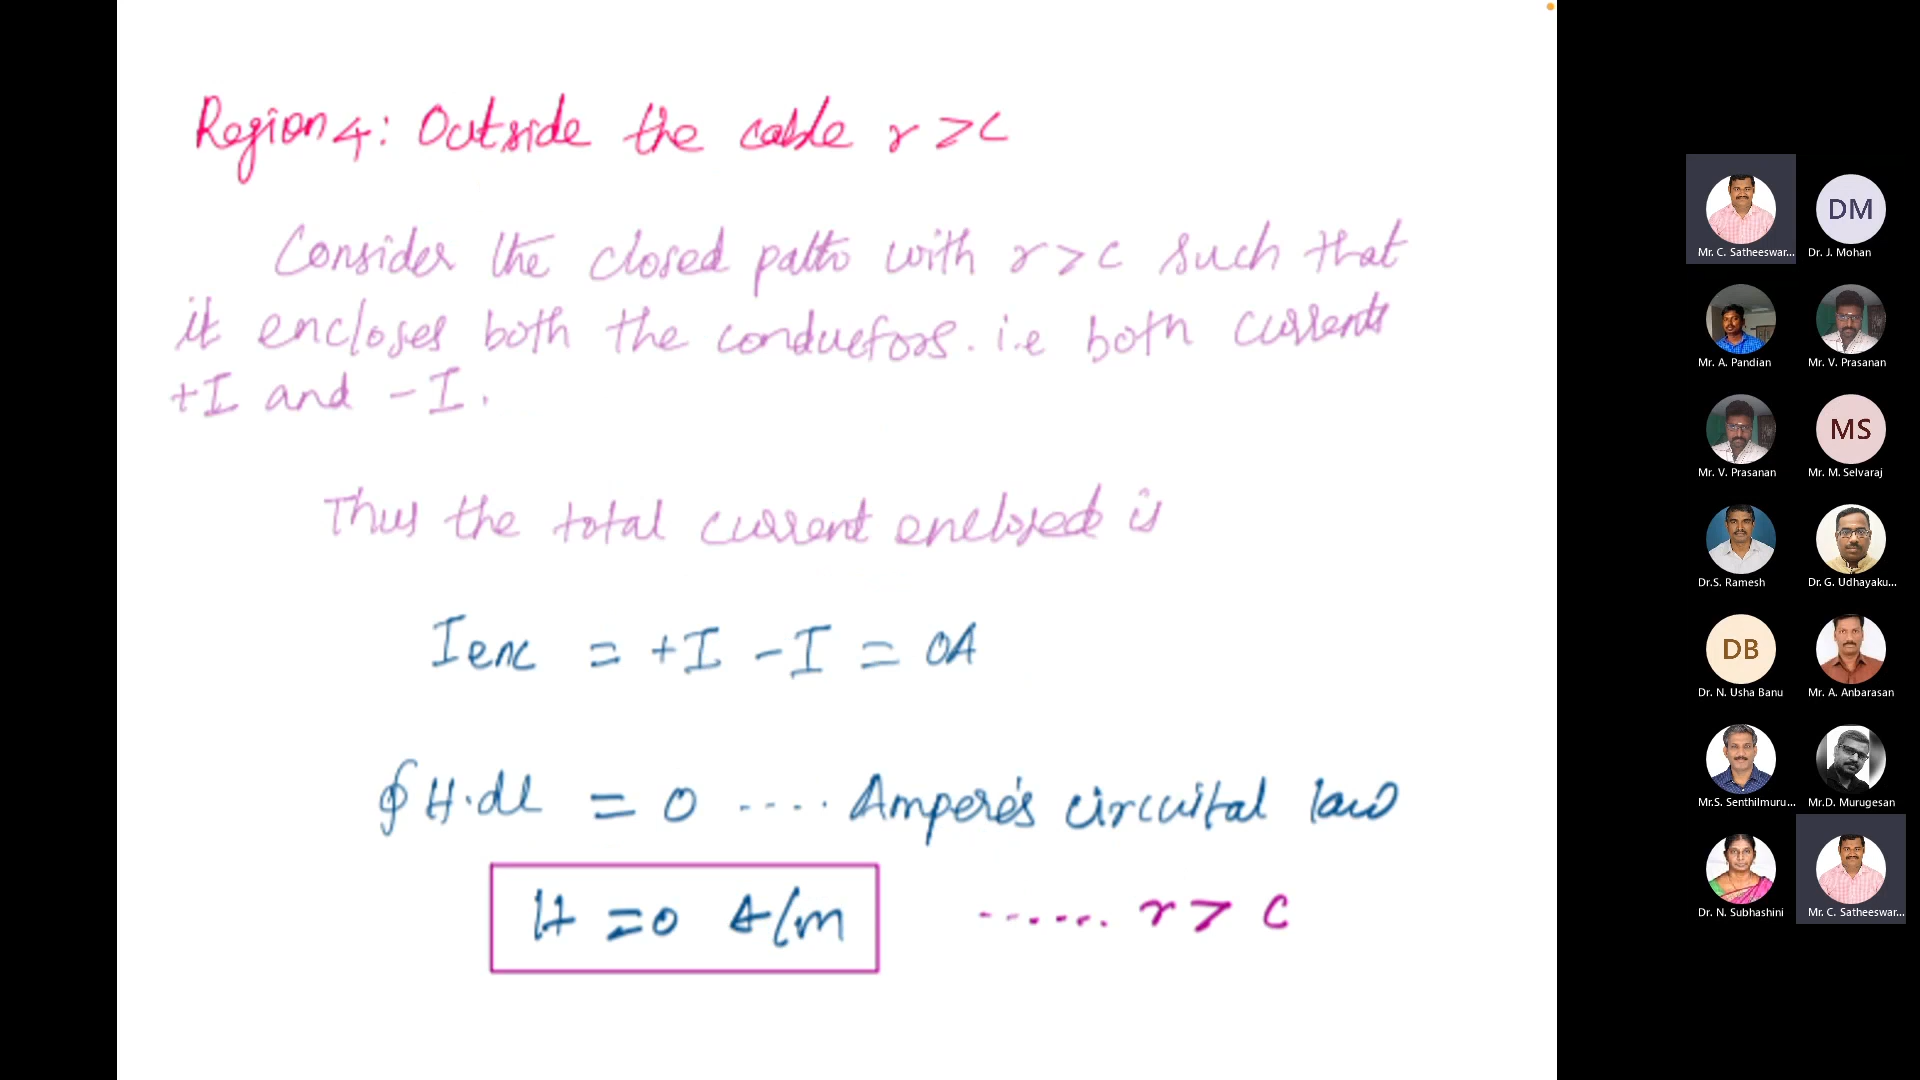 Region 4: Outside the cable r > c
Consider the closed path with r > c such that
it encloses both the conductors. i.e both currents
+I and -I.
Thus the total current enclosed is
Ienc = +I - I = 0A
∮H.dl = 0 .... Ampere's circuital law
H = 0 A/m ...... r > c
Mr. C. Satheeswar...
Dr. J. Mohan
Mr. A. Pandian
Mr. V. Prasanan
Mr. V. Prasanan
Mr. M. Selvaraj
Dr.S. Ramesh
Dr. G. Udhayaku...
Dr. N. Usha Banu
Mr. A. Anbarasan
Mr.S. Senthilmuru...
Mr.D. Murugesan
Dr. N. Subhashini
Mr. C. Satheeswar...
DM
MS
DB